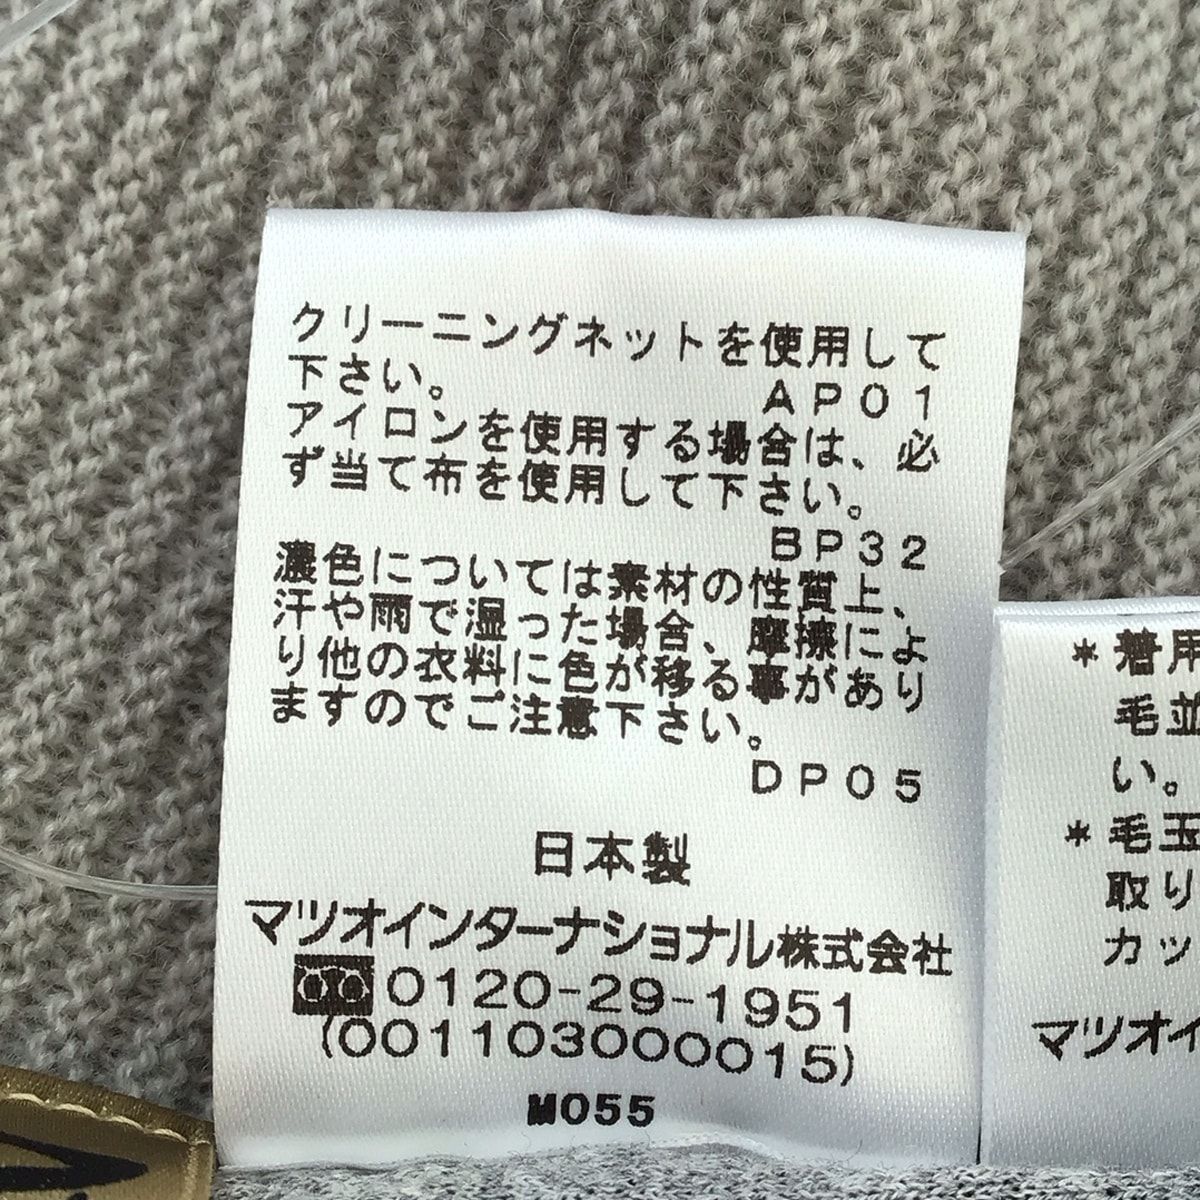 クリーニングネットを使用して
下さい。 AP01
アイロンを使用する場合は、必
ず当て布を使用して下さい。
BP32
濃色については素材の性質上、
汗や雨で湿った場合、摩擦によ
り他の衣料に色が移る事があり
ますのでご注意下さい。
DP05
日本製
マツオインターナショナル株式会社
0120-29-1951
(0011030000015)
M055
＊着用
毛並
い。
＊毛玉
取り
カッ
マツオイ